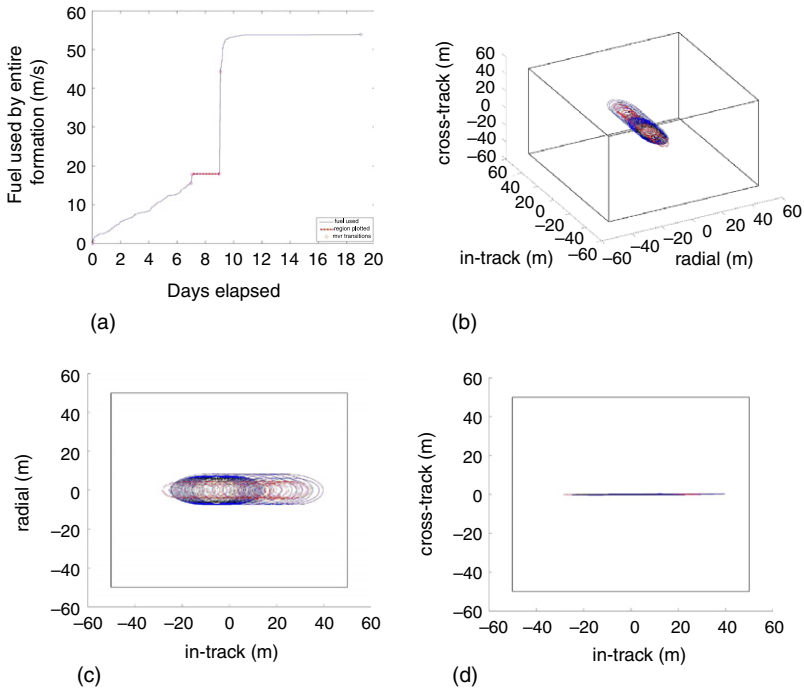 60
50
40
30
20
10
0
0 2 4 6 8 10 12 14 16 18 20
Fuel used by entire
formation (m/s)
fuel used
region plotted
mvr transitions
Days elapsed
(a)
60
40
20
0
−20
−40
−60
cross-track (m)
60
40
20
0
−20
−40
−60
in-track (m)
−60
−40
−20
0
20
40
60
radial (m)
(b)
60
40
20
0
−20
−40
−60
radial (m)
−60 −40 −20 0 20 40 60
in-track (m)
(c)
60
40
20
0
−20
−40
−60
cross-track (m)
−60 −40 −20 0 20 40 60
in-track (m)
(d)